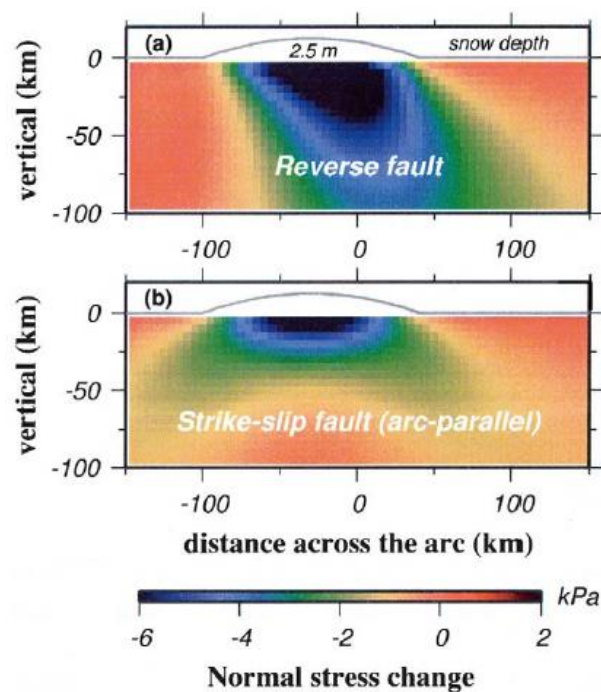 (a) 2.5 m snow depth
0
-50
-100
vertical (km)
Reverse fault
-100 0 100
(b)
0
-50
-100
vertical (km)
Strike-slip fault (arc-parallel)
-100 0 100
distance across the arc (km)
kPa
-6 -4 -2 0 2
Normal stress change